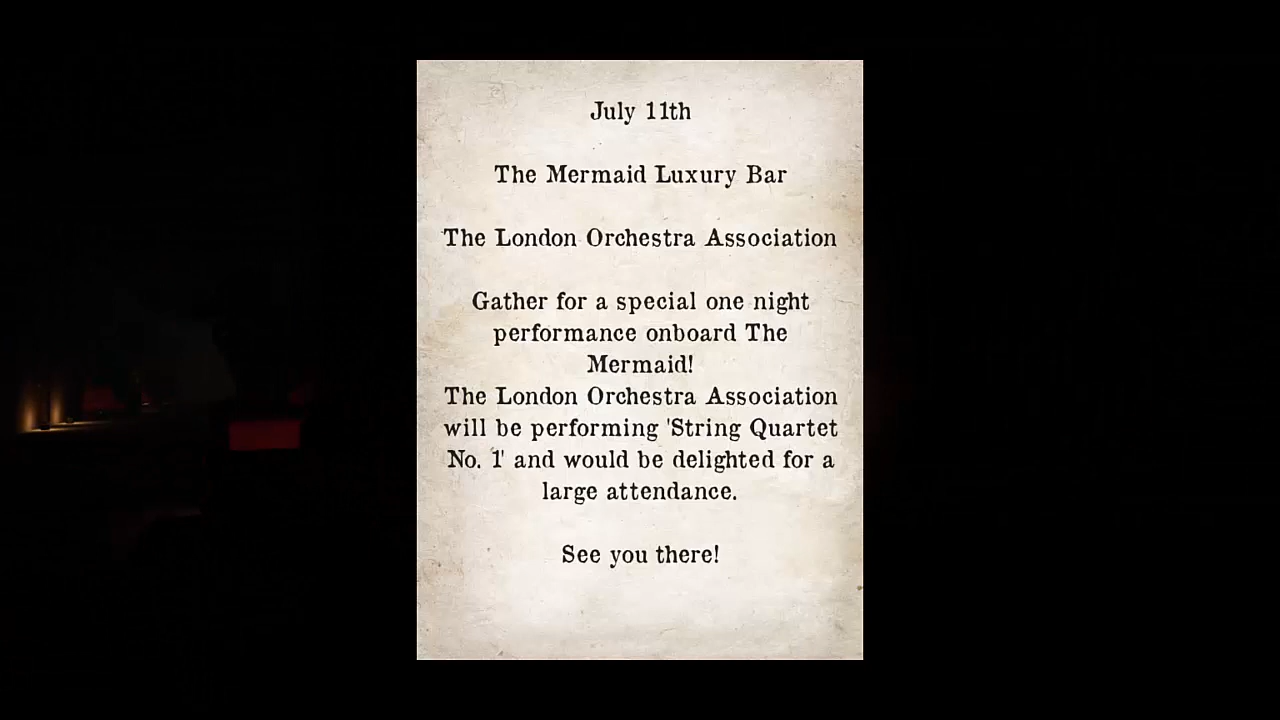 July 11th
The Mermaid Luxury Bar
The London Orchestra Association
Gather for a special one night
performance onboard The
Mermaid!
The London Orchestra Association
will be performing 'String Quartet
No. 1' and would be delighted for a
large attendance.
See you there!